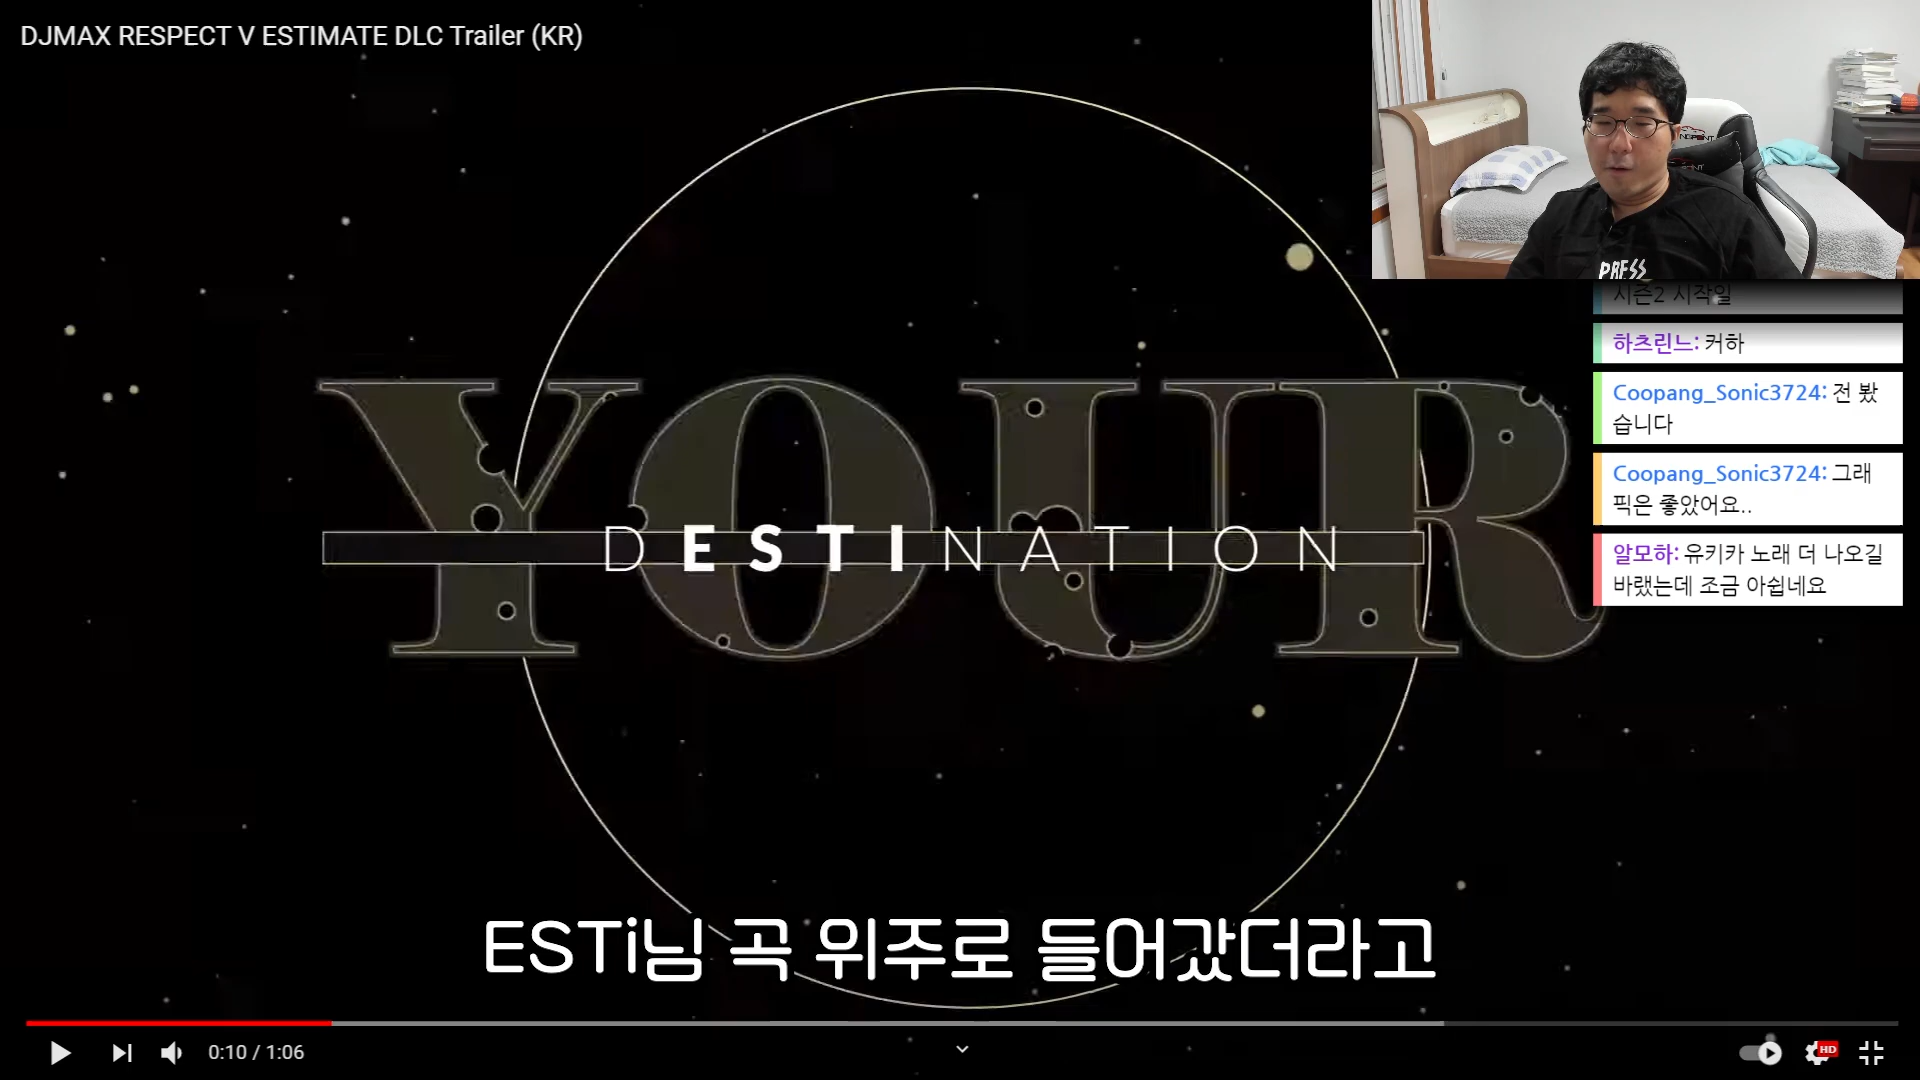 DJMAX RESPECT V ESTIMATE DLC Trailer (KR)
PRESS
시즌2 시작일
하츠린느: 커하
Coopang_Sonic3724: 전 봤
습니다
Coopang_Sonic3724: 그래
픽은 좋았어요..
알모하: 유키카 노래 더 나오길
바랬는데 조금 아쉽네요
YOUR
DESTINATION
ESTi님 곡 위주로 들어갔더라고
0:10 / 1:06
HD